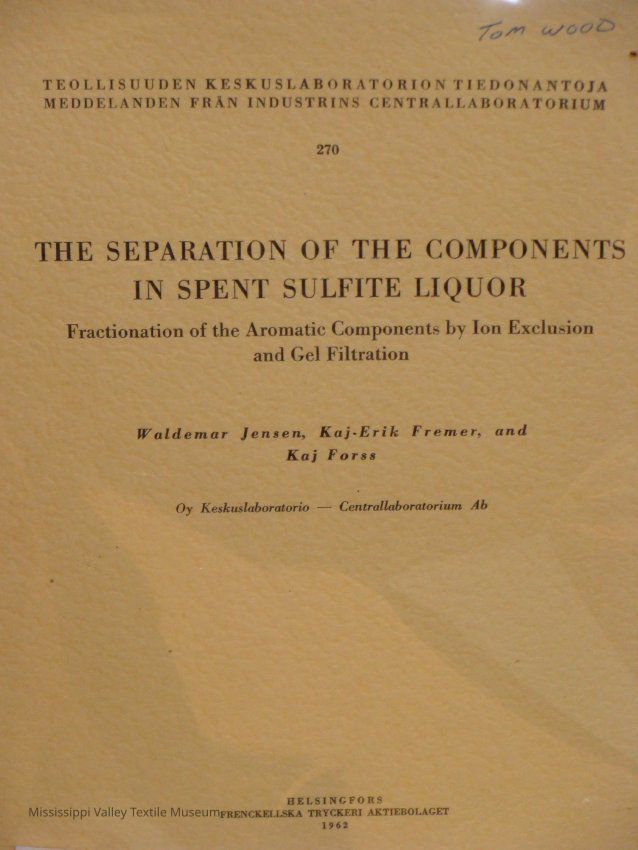 TOM WOOD
TEOLLISUUDEN KESKUSLABORATORION TIEDONANTOJA
MEDDELANDEN FRÅN INDUSTRINS CENTRALLABORATORIUM
270
THE SEPARATION OF THE COMPONENTS
IN SPENT SULFITE LIQUOR
Fractionation of the Aromatic Components by Ion Exclusion
and Gel Filtration
Waldemar Jensen, Kaj-Erik Fremer, and
Kaj Forss
Oy Keskuslaboratorio — Centrallaboratorium Ab
HELSINGFORS
FRENCKELLSKA TRYCKERI AKTIEBOLAGET
1962
Mississippi Valley Textile Museum